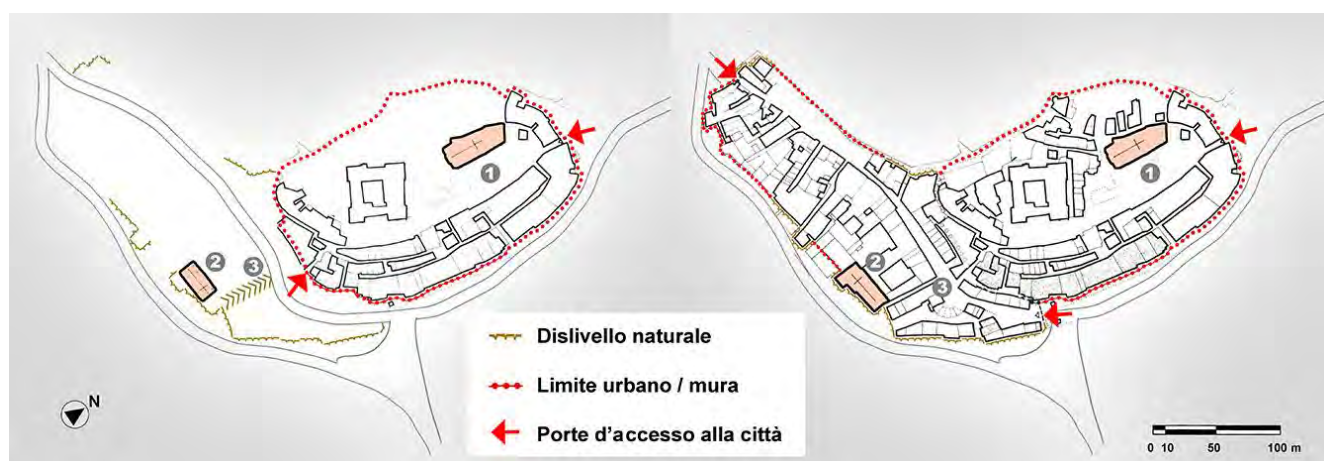 1
2
3
N
Dislivello naturale
Limite urbano / mura
Porte d'accesso alla città
1
2
3
4
0 10 50 100 m